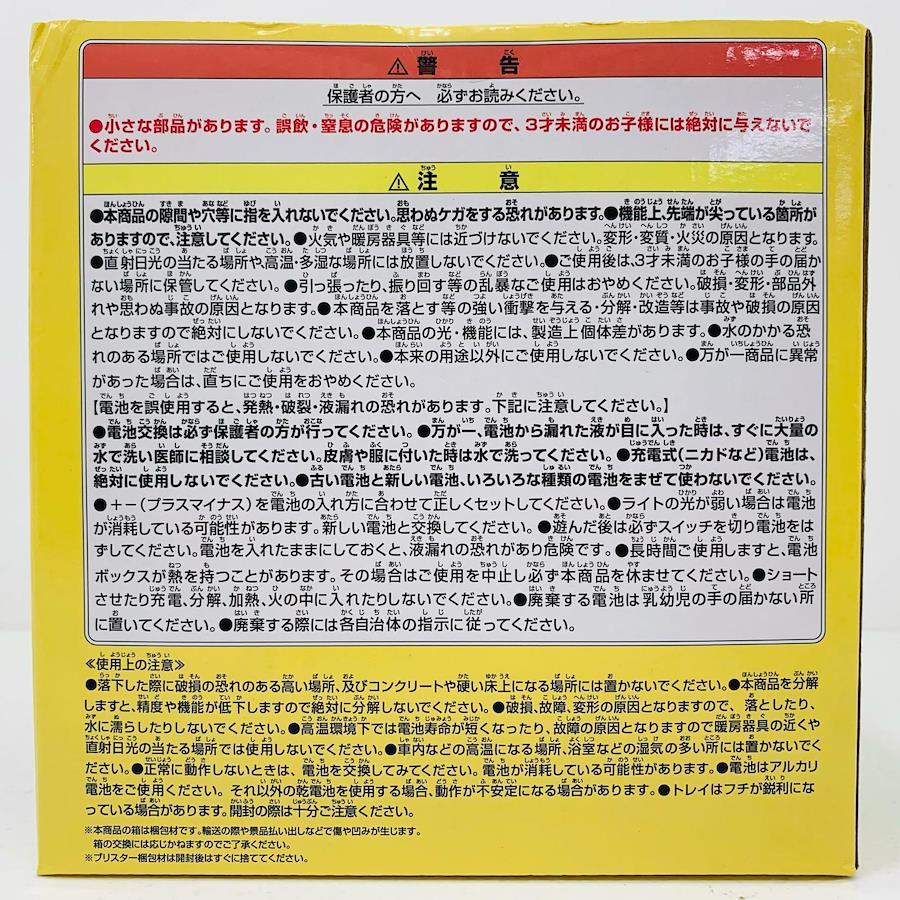 ⚠警告
保護者の方へ 必ずお読みください。
●小さな部品があります。誤飲・窒息の危険がありますので、3才未満のお子様には絶対に与えないで
ください。
⚠注意
●本商品の隙間や穴等に指を入れないでください。思わぬケガをする恐れがあります。●機能上、先端が尖っている箇所が
ありますので、注意してください。●火気や暖房器具等には近づけないでください。変形・変質・火災の原因となります。
●直射日光の当たる場所や、高温・多湿な場所には放置しないでください。●ご使用後は、3才未満のお子様の手の届か
ない場所に保管してください。●引っ張ったり、振り回す等の乱暴なご使用はおやめください。破損・変形・部品外
れや思わぬ事故の原因となります。●本商品を落とす等の強い衝撃を与える・分解・改造等は事故や破損の原因
となりますので絶対にしないでください。●本商品の光・機能には、製造上個体差があります。●水のかかる恐
れのある場所ではご使用しないでください。●本来の用途以外にご使用しないでください。●万が一商品に異常
があった場合は、直ちにご使用をおやめください。
【電池を誤使用すると、発熱・破裂・液漏れの恐れがあります。下記に注意してください。】
●電池交換は必ず保護者の方が行ってください。●万が一、電池から漏れた液が目に入った時は、すぐに大量の
水で洗い医師に相談してください。皮膚や服に付いた時は水で洗ってください。●充電式(ニカドなど)電池は、
絶対に使用しないでください。●古い電池と新しい電池、いろいろな種類の電池をまぜて使わないでください。
●+−(プラスマイナス)を電池の入れ方に合わせて正しくセットしてください。●ライトの光が弱い場合は電池
が消耗している可能性があります。新しい電池と交換してください。●遊んだ後は必ずスイッチを切り電池をは
ずしてください。電池を入れたままにしておくと、液漏れの恐れがあり危険です。●長時間ご使用しますと、電池
ボックスが熱を持つことがあります。その場合はご使用を中止し必ず本商品を休ませてください。●ショート
させたり充電、分解、加熱、火の中に入れたりしないでください。●廃棄する電池は乳幼児の手の届かない所
に置いてください。●廃棄する際には各自治体の指示に従ってください。
≪使用上の注意≫
●落下した際に破損の恐れのある高い場所、及びコンクリートや硬い床上になる場所には置かないでください。●本商品を分解
しますと、精度や機能が低下しますので絶対に分解しないでください。●破損、故障、変形の原因となりますので、落としたり、
水に濡らしたりしないでください。●高温環境下では電池寿命が短くなったり、故障の原因となりますので暖房器具の近くや
直射日光の当たる場所では使用しないでください。●車内などの高温になる場所、浴室などの湿気の多い所には置かないでくだ
さい。●正常に動作しないときは、電池を交換してみてください。電池が消耗している可能性があります。●電池はアルカリ
電池をご使用ください。それ以外の乾電池を使用する場合、動作が不安定になる場合があります。●トレイはフチが鋭利にな
っている場合があります。開封の際は十分ご注意ください。
※本商品の箱は梱包材です。輸送の際や景品払い出しなどで傷や凹みが生じます。
箱の交換には応じかねますのでご了承ください。
※ブリスター梱包材は開封後はすぐに捨ててください。